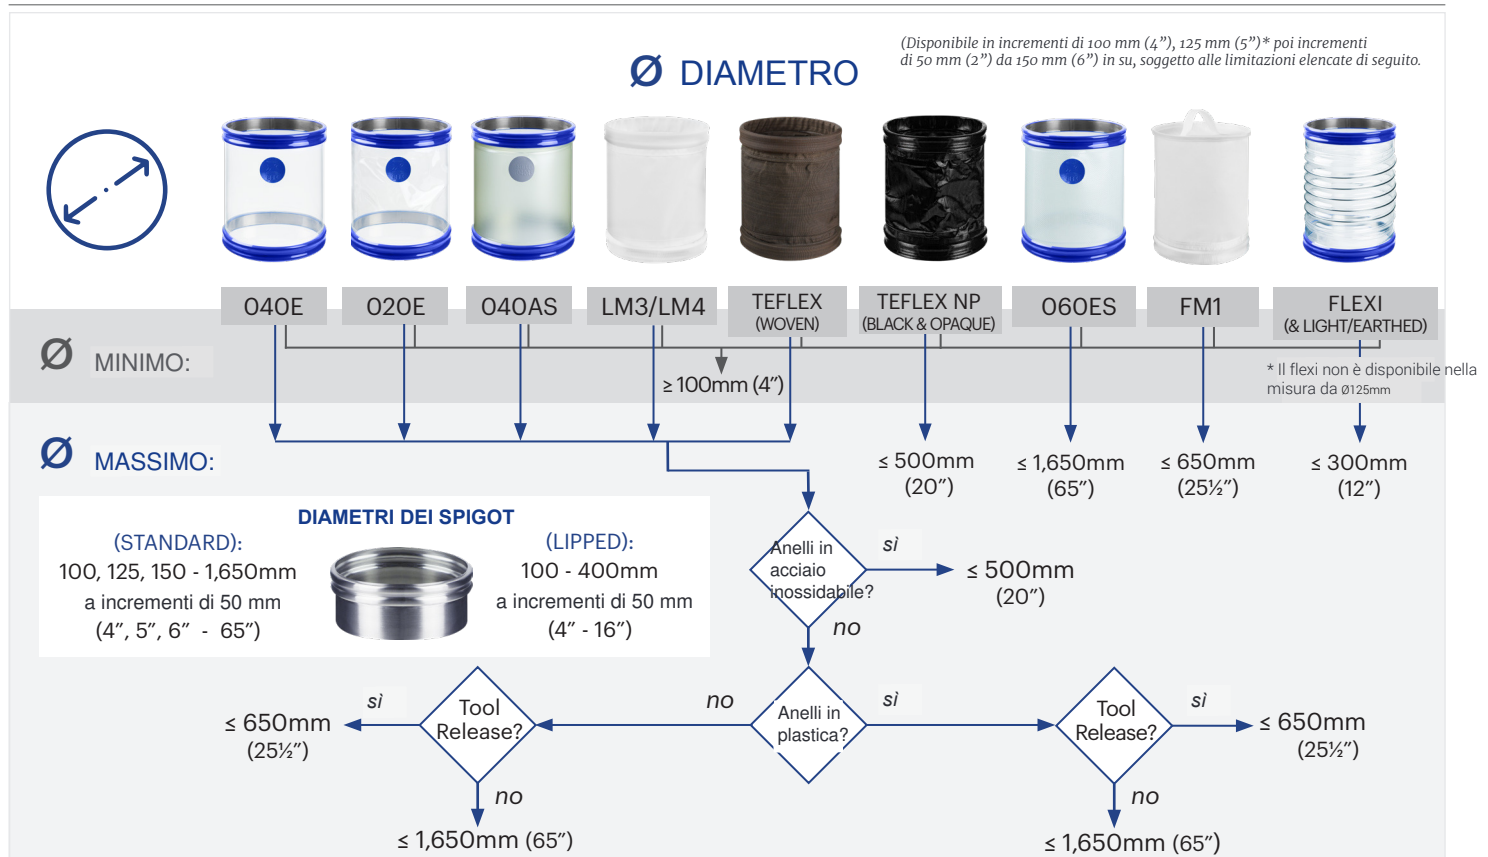 (Disponibile in incrementi di 100 mm (4”), 125 mm (5”)* poi incrementi
di 50 mm (2”) da 150 mm (6”) in su, soggetto alle limitazioni elencate di seguito.
Ø DIAMETRO
040E
020E
040AS
LM3/LM4
TEFLEX
(WOVEN)
TEFLEX NP
(BLACK & OPAQUE)
060ES
FM1
FLEXI
(& LIGHT/EARTHED)
Ø MINIMO:
≥ 100mm (4”)
* Il flexi non è disponibile nella
misura da Ø125mm
Ø MASSIMO:
≤ 500mm
(20”)
≤ 1,650mm
(65”)
≤ 650mm
(25½”)
≤ 300mm
(12”)
DIAMETRI DEI SPIGOT
(STANDARD):
100, 125, 150 - 1,650mm
a incrementi di 50 mm
(4”, 5”, 6” - 65”)
(LIPPED):
100 - 400mm
a incrementi di 50 mm
(4” - 16”)
Anelli in
acciaio
inossidabile?
sì
≤ 500mm
(20”)
no
Anelli in
plastica?
no
sì
Tool
Release?
sì
≤ 650mm
(25½”)
no
≤ 1,650mm (65”)
Tool
Release?
sì
≤ 650mm
(25½”)
no
≤ 1,650mm (65”)